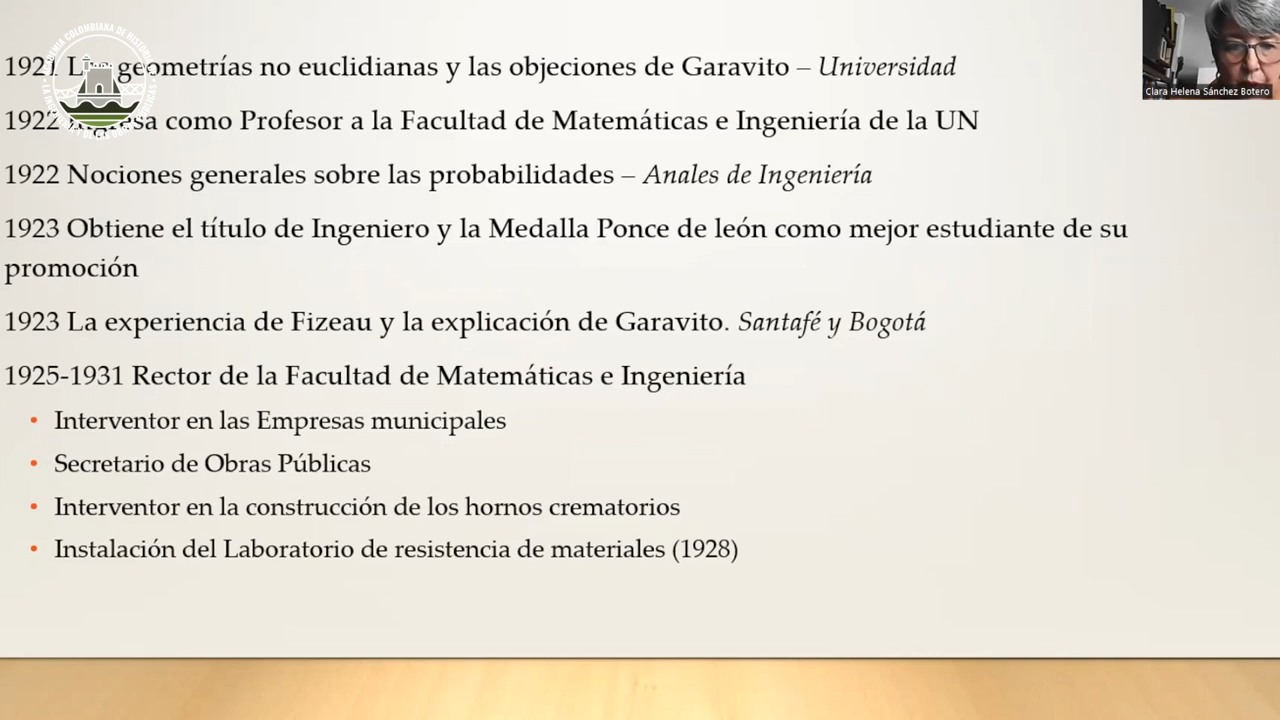 1921 Las geometrías no euclidianas y las objeciones de Garavito – Universidad
1922 como Profesor a la Facultad de Matemáticas e Ingeniería de la UN
1922 Nociones generales sobre las probabilidades – Anales de Ingeniería
1923 Obtiene el título de Ingeniero y la Medalla Ponce de león como mejor estudiante de su
promoción
1923 La experiencia de Fizeau y la explicación de Garavito. Santafé y Bogotá
1925-1931 Rector de la Facultad de Matemáticas e Ingeniería
• Interventor en las Empresas municipales
• Secretario de Obras Públicas
• Interventor en la construcción de los hornos crematorios
• Instalación del Laboratorio de resistencia de materiales (1928)
Clara Helena Sánchez Botero